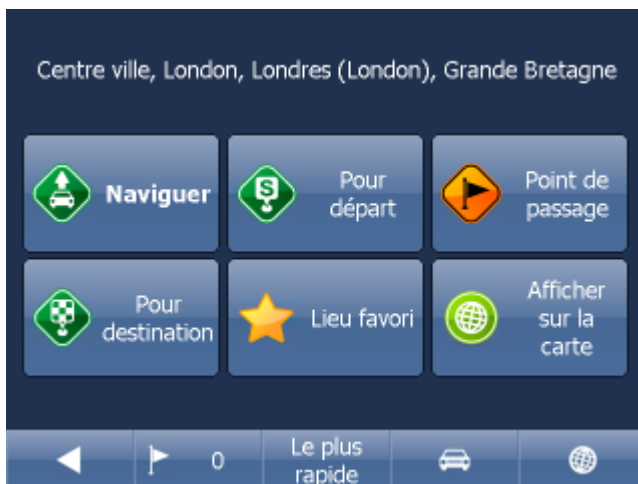 Centre ville, London, Londres (London), Grande Bretagne
Naviguer
Pour
départ
Point de
passage
Pour
destination
Lieu favori
Afficher
sur la
carte
0
Le plus
rapide